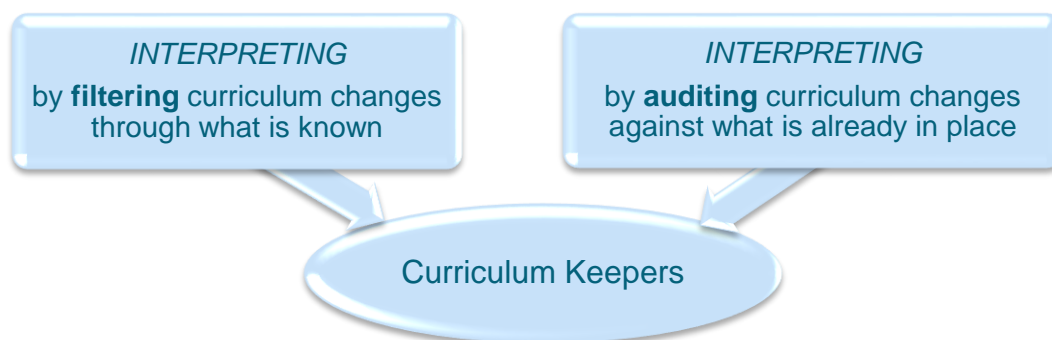 INTERPRETING
by filtering curriculum changes
through what is known
INTERPRETING
by auditing curriculum changes
against what is already in place
Curriculum Keepers